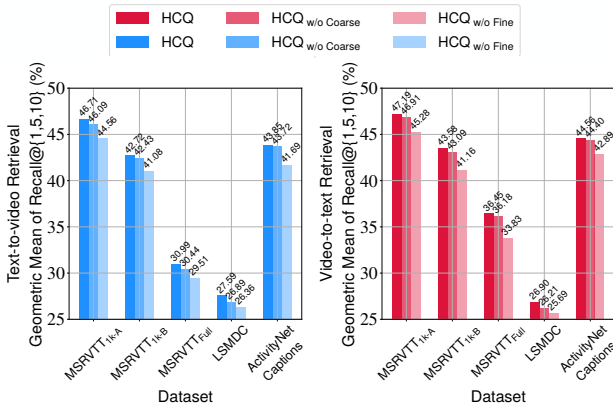 HCQ HCQ w/o Coarse HCQ w/o Fine
HCQ HCQ w/o Coarse HCQ w/o Fine
Text-to-video Retrieval
Geometric Mean of Recall@{1,5,10} (%)
50
45
40
35
30
25
46.71
46.09
44.56
42.72
42.43
41.08
30.99
30.44
29.51
27.59
26.89
26.36
43.85
43.72
41.69
MSRVTT1k-A
MSRVTT1k-B
MSRVTTFull
LSMDC
ActivityNet
Captions
Dataset
Video-to-text Retrieval
Geometric Mean of Recall@{1,5,10} (%)
50
45
40
35
30
25
47.19
46.91
45.28
43.58
43.09
41.16
36.45
36.18
33.83
26.90
26.21
25.69
44.56
44.40
42.89
MSRVTT1k-A
MSRVTT1k-B
MSRVTTFull
LSMDC
ActivityNet
Captions
Dataset